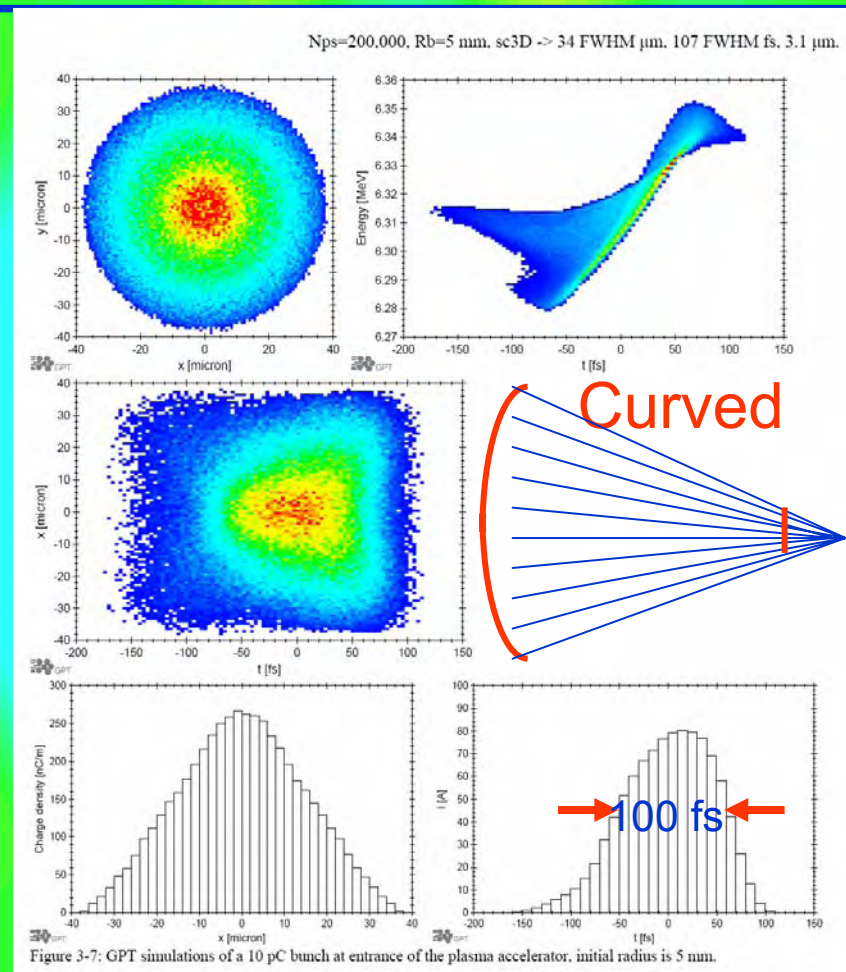 Nps=200,000, Rb=5 mm, sc3D -> 34 FWHM μm, 107 FWHM fs, 3.1 μm.
40
30
20
10
0
-10
-20
-30
-40
y [micron]
-40 -20 0 20 40
x [micron]
GPT
6.36
6.35
6.34
6.33
6.32
6.31
6.30
6.29
6.28
6.27
Energy [MeV]
-200 -150 -100 -50 0 50 100 150
t [fs]
GPT
40
30
20
10
0
-10
-20
-30
-40
x [micron]
-200 -150 -100 -50 0 50 100 150
t [fs]
GPT
Curved
300
250
200
150
100
50
0
Charge density [nC/m]
-40 -30 -20 -10 0 10 20 30 40
x [micron]
GPT
100
90
80
70
60
50
40
30
20
10
0
I [A]
100 fs
-200 -150 -100 -50 0 50 100 150
t [fs]
GPT
Figure 3-7: GPT simulations of a 10 pC bunch at entrance of the plasma accelerator, initial radius is 5 mm.